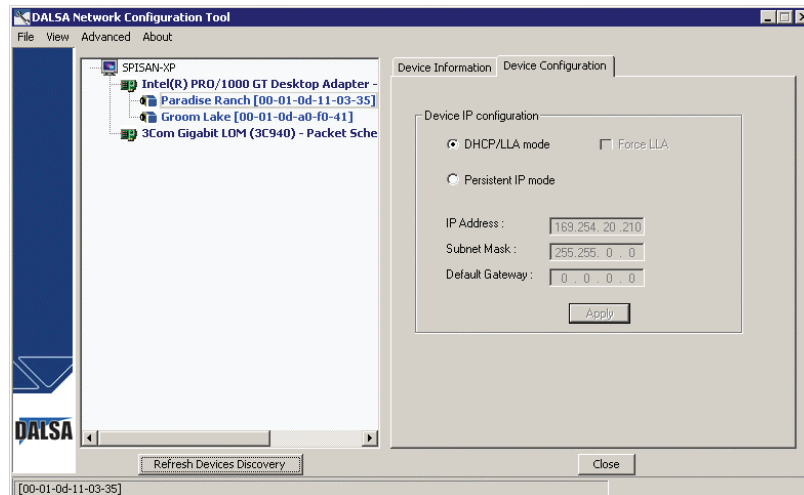 DALSA Network Configuration Tool
File View Advanced About
SPISAN-XP
Intel(R) PRO/1000 GT Desktop Adapter -
Paradise Ranch [00-01-0d-11-03-35]
Groom Lake [00-01-0d-a0-f0-41]
3Com Gigabit LOM (3C940) - Packet Sche
Device Information Device Configuration
Device IP configuration
DHCP/LLA mode Force LLA
Persistent IP mode
IP Address : 169.254. 20 .210
Subnet Mask : 255.255. 0 . 0
Default Gateway : 0 . 0 . 0 . 0
Apply
DALSA
Refresh Devices Discovery Close
[00-01-0d-11-03-35]